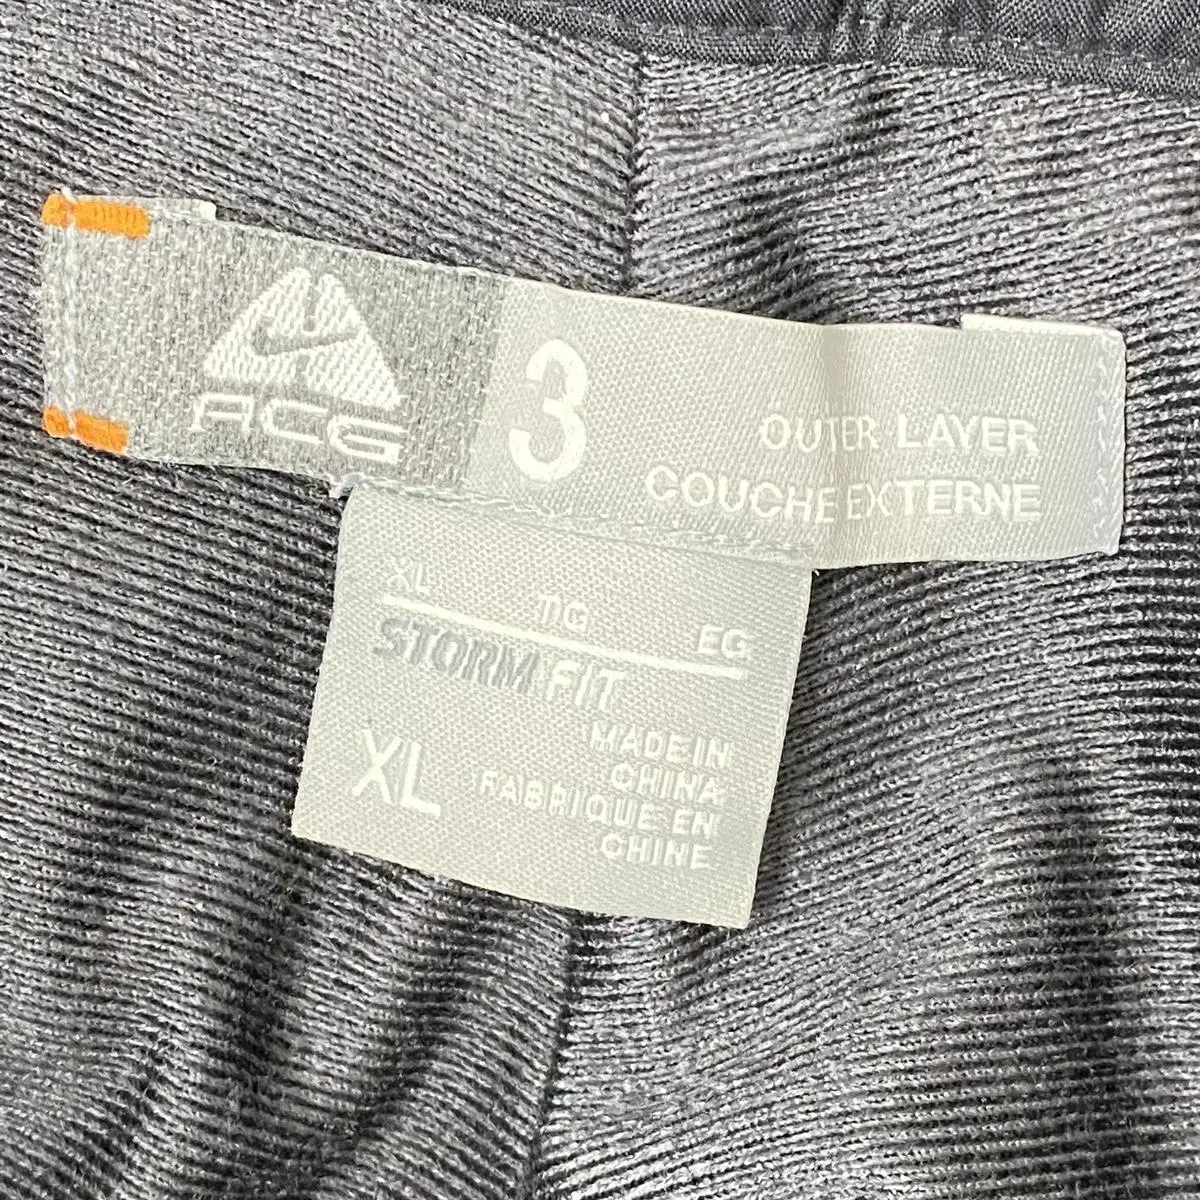 ACG
3
OUTER LAYER
COUCHE EXTERNE
XL TG EG
STORM FIT
XL
MADE IN
CHINA
FABRIQUE EN
CHINE